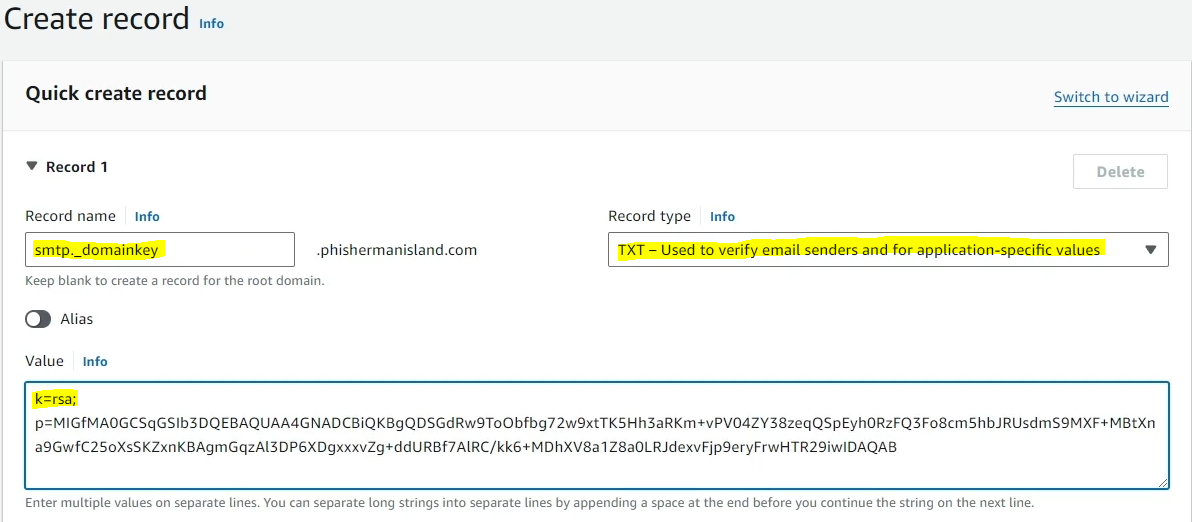 Create record Info
Quick create record
Switch to wizard
Record 1
Delete
Record name Info
Record type Info
smtp._domainkey
.phishermanisland.com
TXT – Used to verify email senders and for application-specific values
Keep blank to create a record for the root domain.
Alias
Value Info
k=rsa;
p=MIGfMA0GCSqGSIb3DQEBAQUAA4GNADCBiQKBgQDSGdRw9ToObfbg72w9xtTK5Hh3aRKm+vPV04ZY38zeqQSpEyh0RzFQ3Fo8cm5hbJRUsdmS9MXF+MBtXn
a9GwfC25oXsSKZxnKBAgmGqzAl3DP6XDgxxxvZg+ddURBf7AlRC/kk6+MDhXV8a1Z8a0LRJdexvFjp9eryFrwHTR29iwIDAQAB
Enter multiple values on separate lines. You can separate long strings into separate lines by appending a space at the end before you continue the string on the next line.